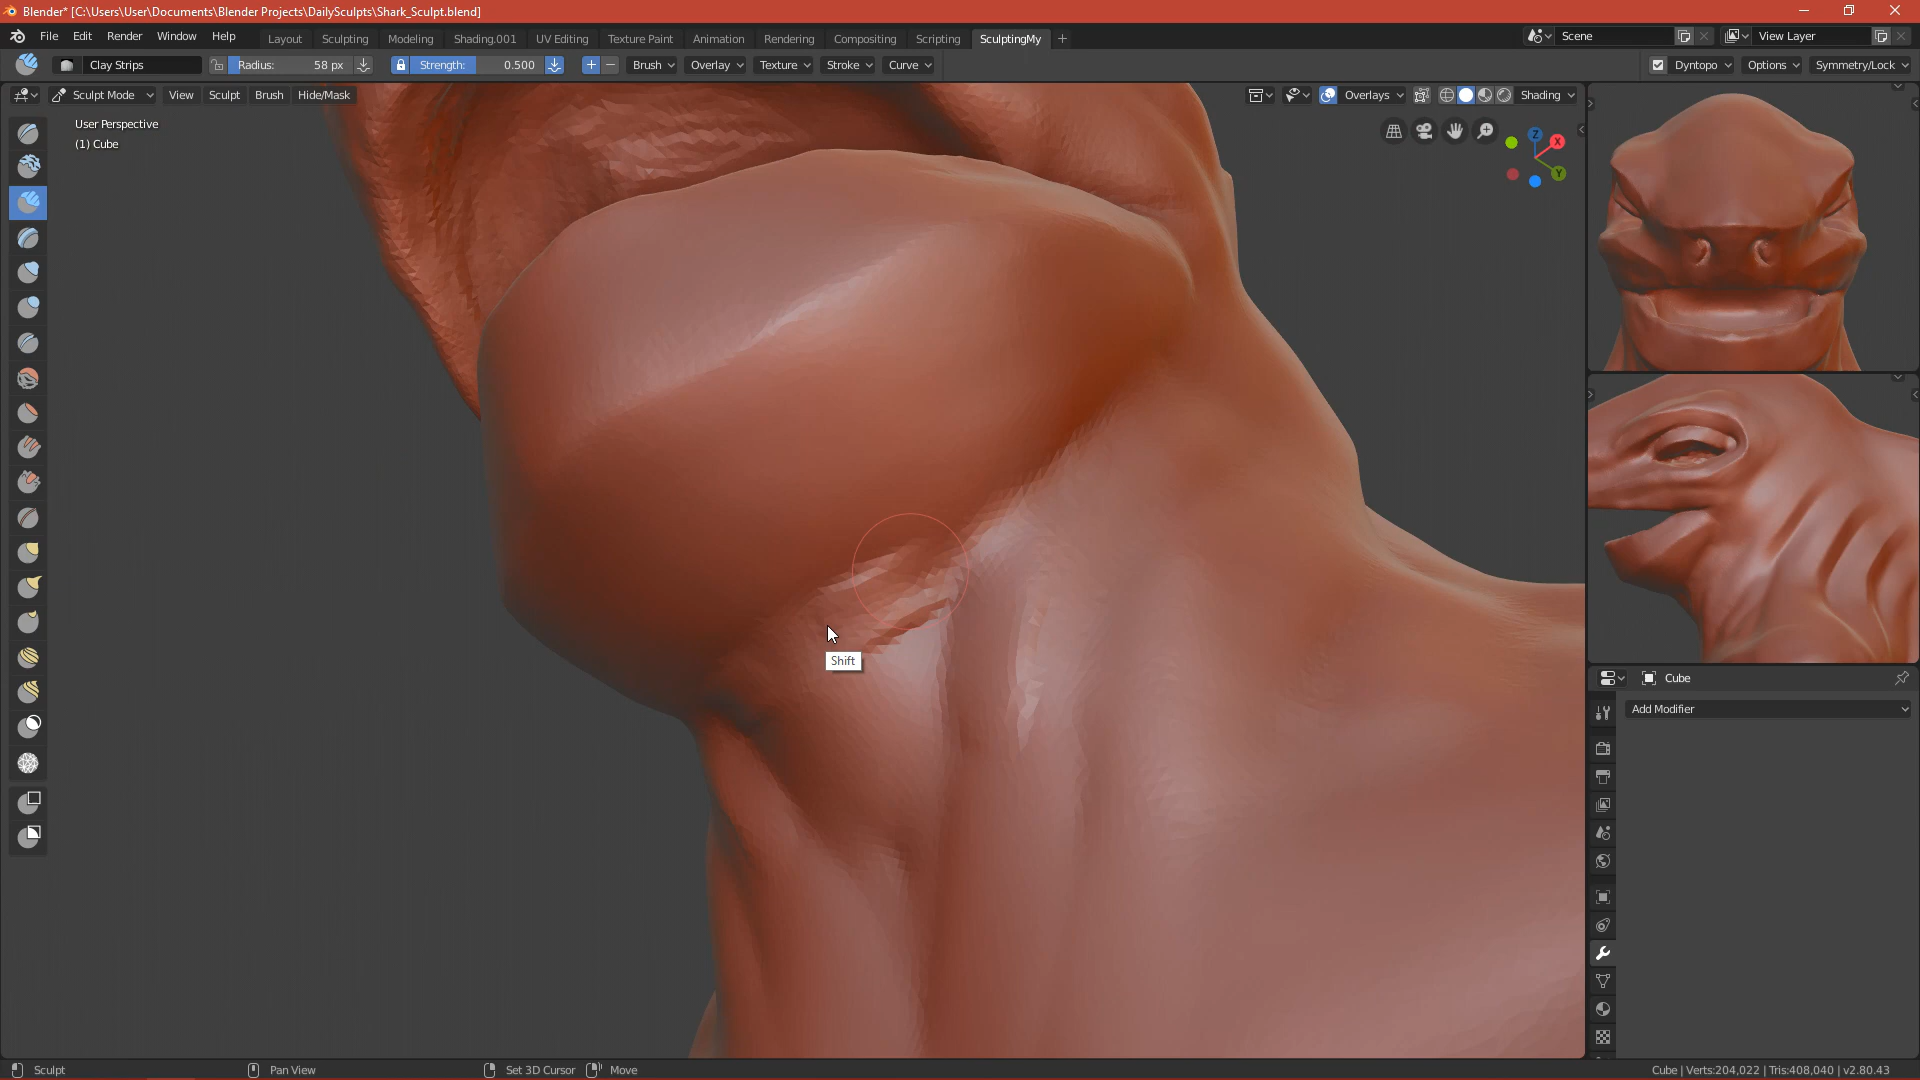 Blender* [C:\Users\User\Documents\Blender Projects\DailySculpts\Shark_Sculpt.blend]
File Edit Render Window Help Layout Sculpting Modeling Shading.001 UV Editing Texture Paint Animation Rendering Compositing Scripting SculptingMy + Scene View Layer
Clay Strips Radius: 58 px Strength: 0.500 Brush Overlay Texture Stroke Curve Dyntopo Options Symmetry/Lock
Sculpt Mode View Sculpt Brush Hide/Mask Overlays Shading
User Perspective
(1) Cube
Z
X
Y
Shift
Cube
Add Modifier
Sculpt Pan View Set 3D Cursor Move Cube | Verts:204,022 | Tris:408,040 | v2.80.43